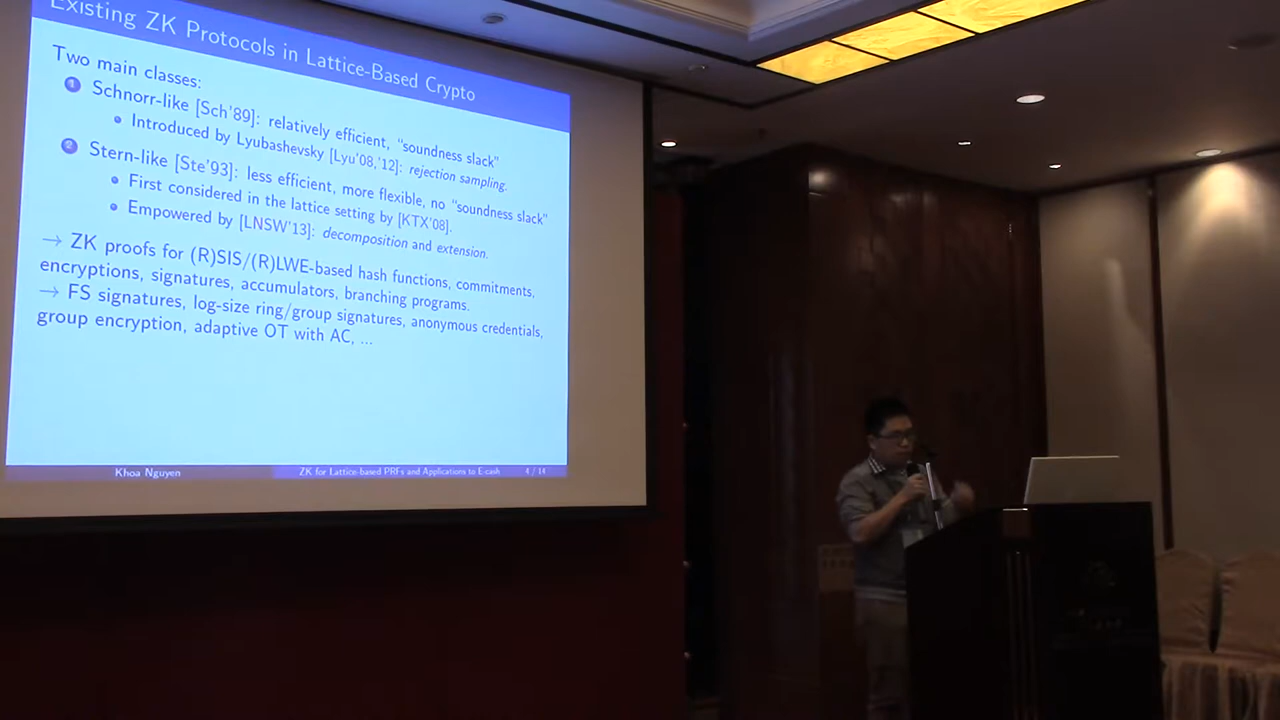 Existing ZK Protocols in Lattice-Based Crypto
Two main classes:
1 Schnorr-like [Sch'89]: relatively efficient, "soundness slack"
• Introduced by Lyubashevsky [Lyu'08,'12]: rejection sampling.
2 Stern-like [Ste'93]: less efficient, more flexible, no "soundness slack"
• First considered in the lattice setting by [KTX'08].
• Empowered by [LNSW'13]: decomposition and extension.
→ ZK proofs for (R)SIS/(R)LWE-based hash functions, commitments,
encryptions, signatures, accumulators, branching programs.
→ FS signatures, log-size ring/group signatures, anonymous credentials,
group encryption, adaptive OT with AC, ...
Khoa Nguyen ZK for Lattice-based PRFs and Applications to E-cash 4 / 14